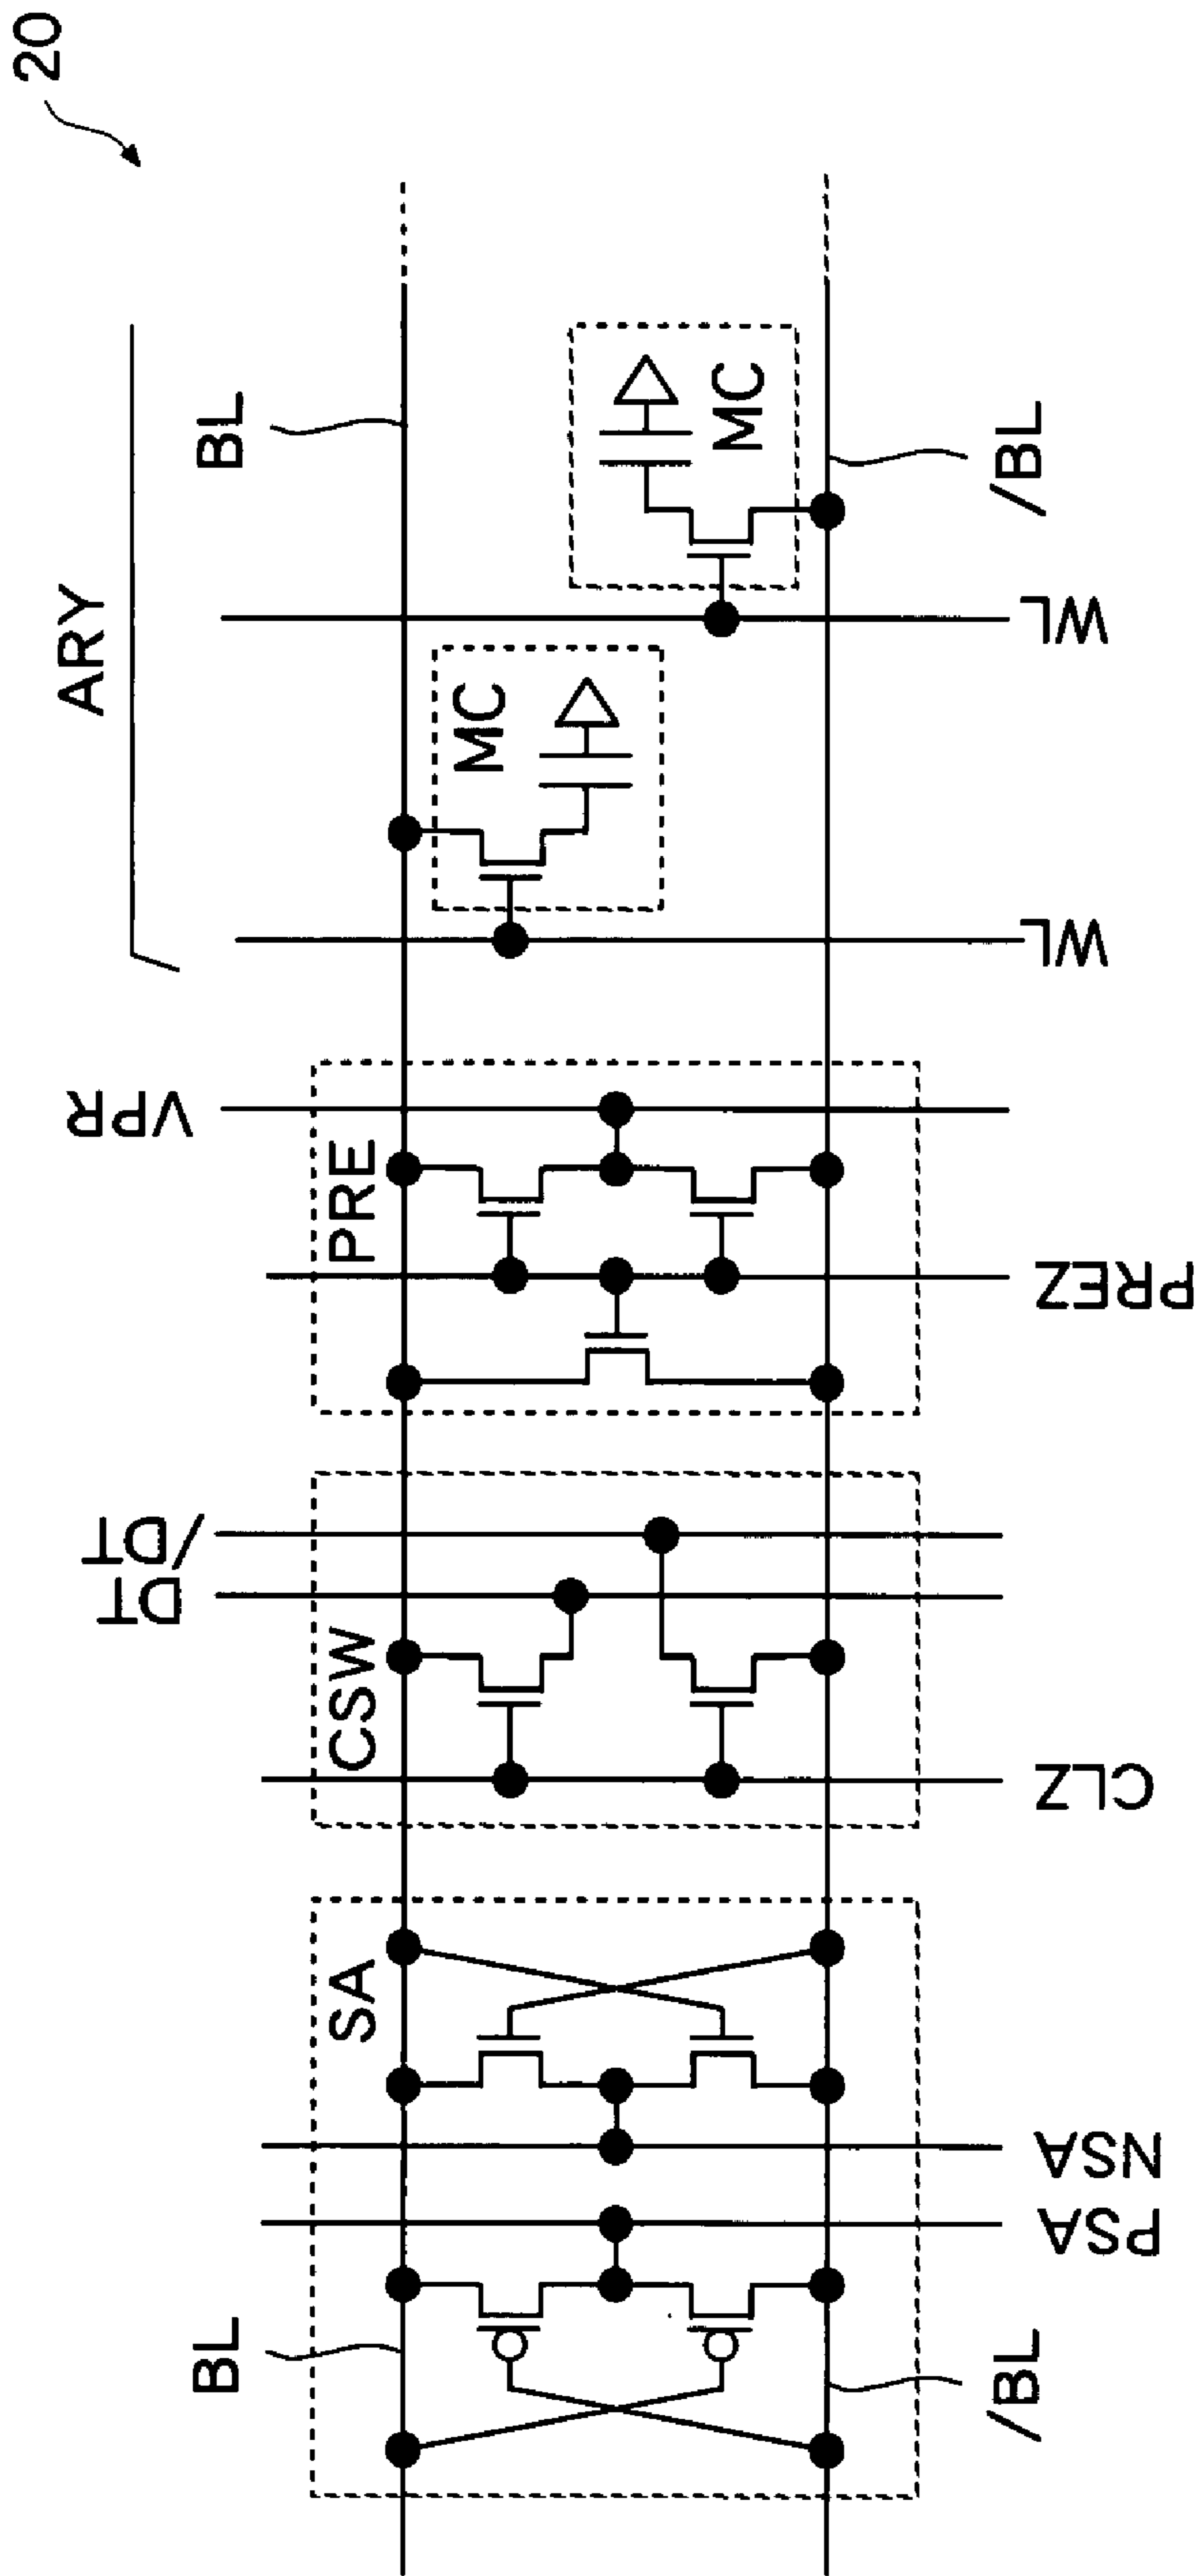 20
ARY
BL
MC
MC
/BL
WL
WL
VPR
PRE
PREZ
/DT
DT
CSW
CLZ
SA
NSA
PSA
BL
/BL